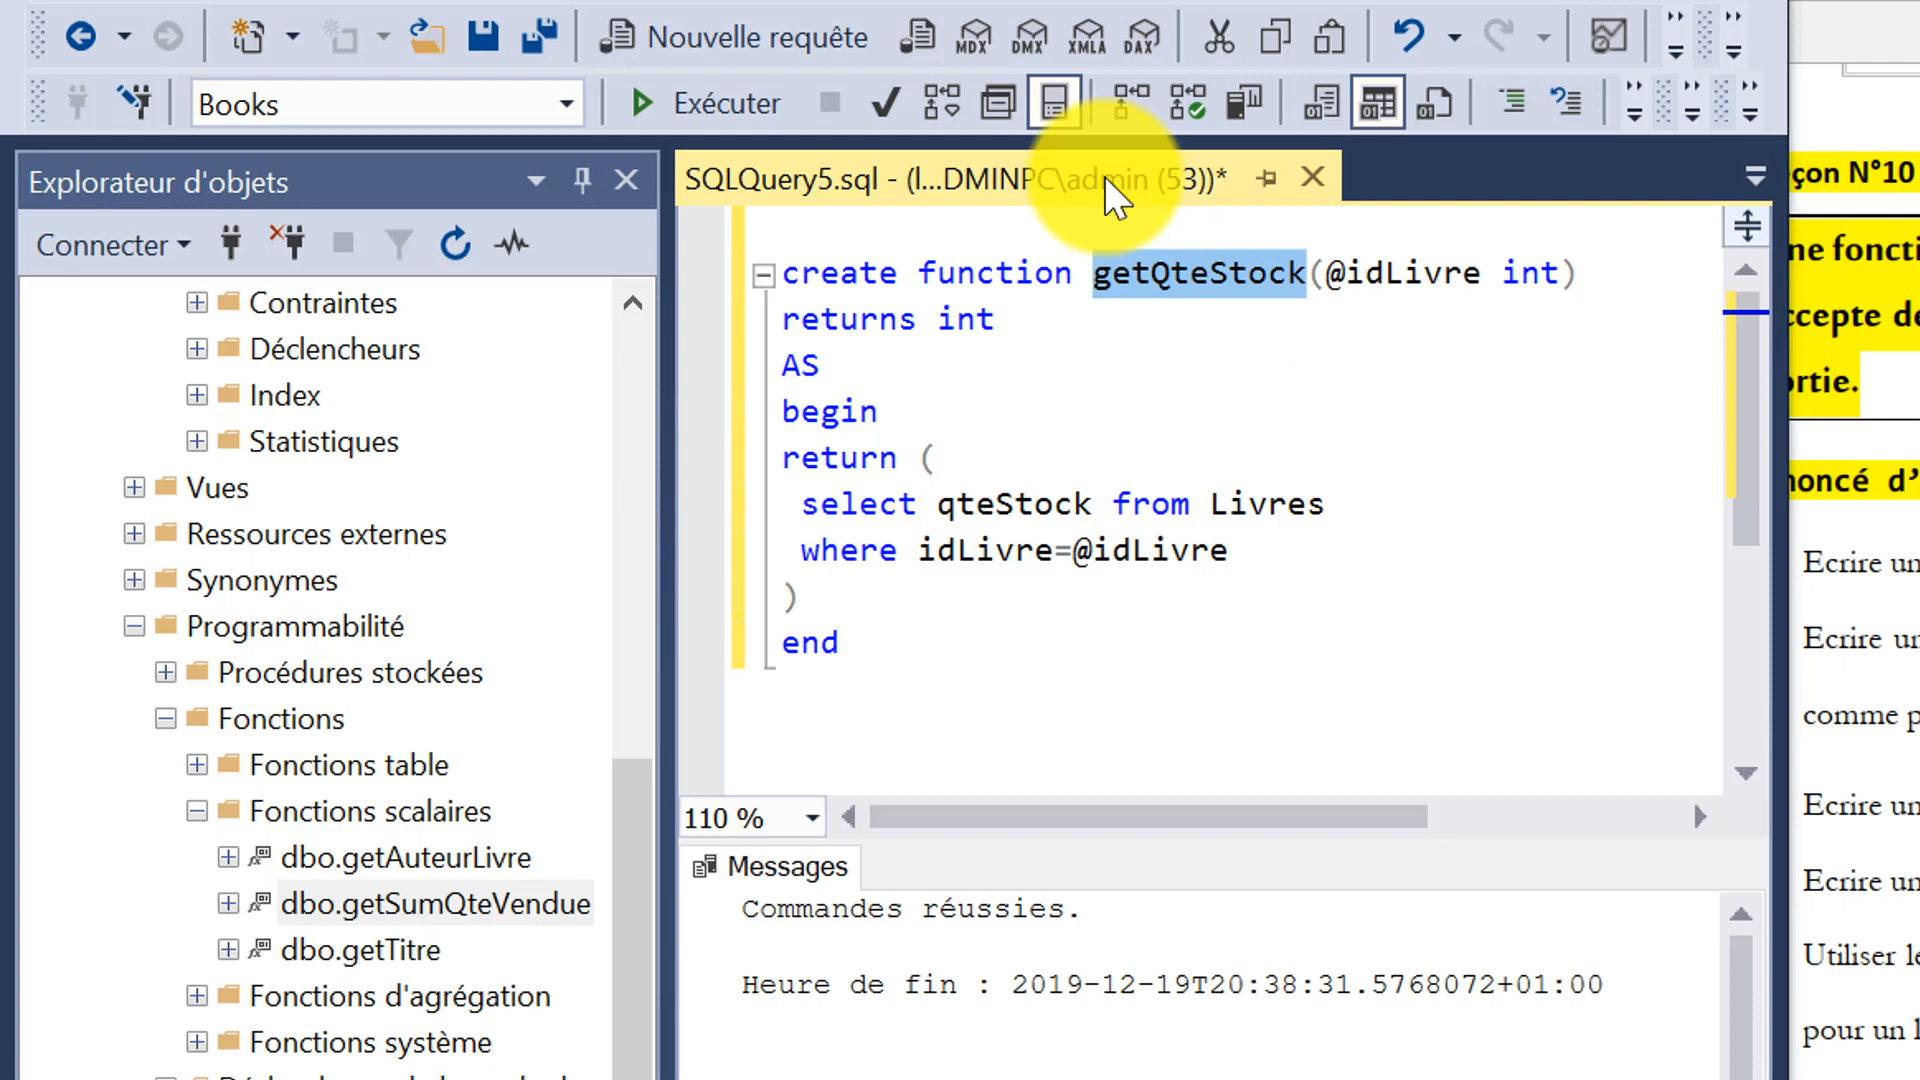 Nouvelle requête
MDX
DMX
XMLA
DAX
Books
Exécuter
Explorateur d'objets
Connecter
Contraintes
Déclencheurs
Index
Statistiques
Vues
Ressources externes
Synonymes
Programmabilité
Procédures stockées
Fonctions
Fonctions table
Fonctions scalaires
dbo.getAuteurLivre
dbo.getSumQteVendue
dbo.getTitre
Fonctions d'agrégation
Fonctions système
SQLQuery5.sql - (l...DMINPC\admin (53))*
create function getQteStock(@idLivre int)
returns int
AS
begin
return (
select qteStock from Livres
where idLivre=@idLivre
)
end
110 %
Messages
Commandes réussies.
Heure de fin : 2019-12-19T20:38:31.5768072+01:00
çon N°10
ne foncti
ccepte de
ortie.
noncé d’
Ecrire un
Ecrire un
comme p
Ecrire un
Ecrire un
Utiliser le
pour un l